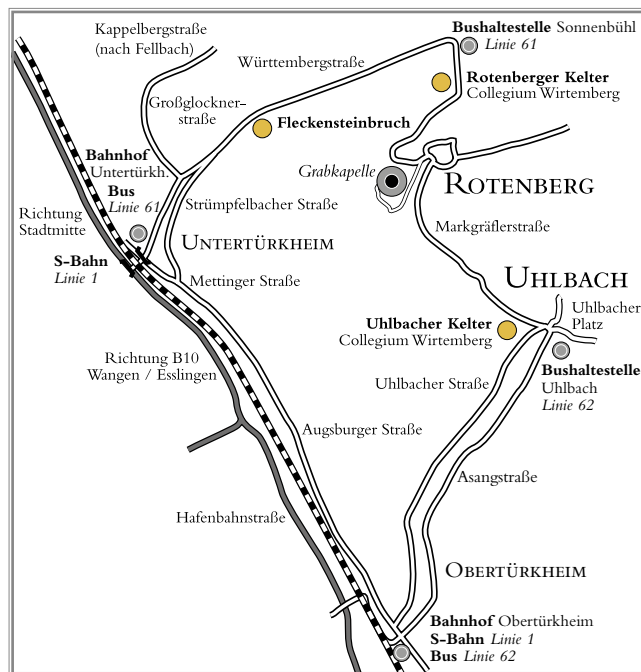 Kappelbergstraße
(nach Fellbach)
Bushaltestelle Sonnenbühl
Linie 61
Württembergstraße
Rotenberger Kelter
Collegium Wirtemberg
Großglockner-
straße
Fleckensteinbruch
Bahnhof
Untertürkh.
Bus
Linie 61
Grabkapelle
ROTENBERG
Strümpfelbacher Straße
Richtung
Stadtmitte
Markgräflerstraße
UNTERTÜRKHEIM
S-Bahn
Linie 1
Mettinger Straße
UHLBACH
Uhlbacher
Platz
Uhlbacher Kelter
Collegium Wirtemberg
Richtung B10
Wangen / Esslingen
Bushaltestelle
Uhlbach
Linie 62
Uhlbacher Straße
Augsburger Straße
Asangstraße
Hafenbahnstraße
OBERTÜRKHEIM
Bahnhof Obertürkheim
S-Bahn Linie 1
Bus Linie 62